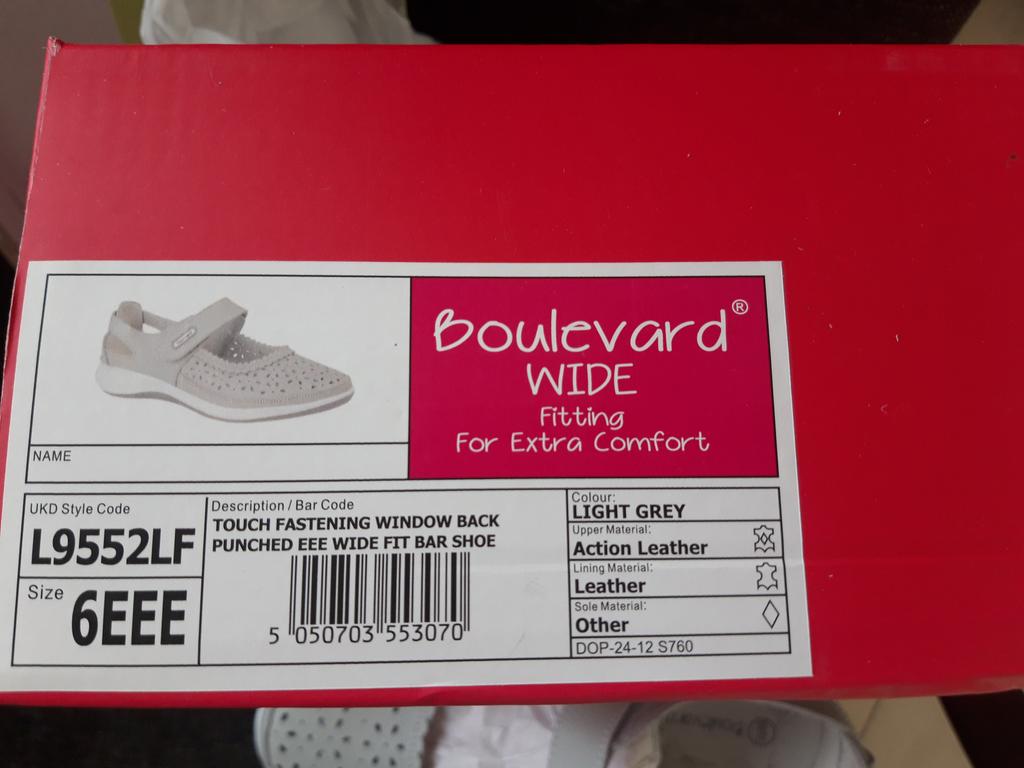 Boulevard®
WIDE
Fitting
For Extra Comfort
NAME
UKD Style Code
L9552LF
Size
6EEE
Description / Bar Code
TOUCH FASTENING WINDOW BACK
PUNCHED EEE WIDE FIT BAR SHOE
5 050703 553070
Colour:
LIGHT GREY
Upper Material:
Action Leather
Lining Material:
Leather
Sole Material:
Other
DOP-24-12 S760
Boulevard